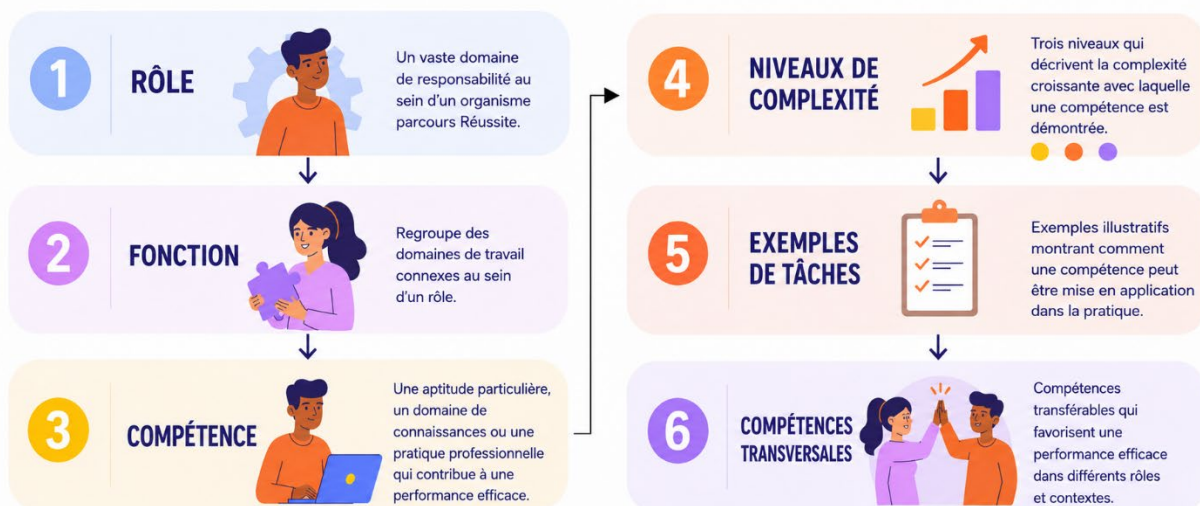 1
RÔLE
Un vaste domaine
de responsabilité au
sein d'un organisme
parcours Réussite.
2
FONCTION
Regroupe des
domaines de travail
connexes au sein
d'un rôle.
3
COMPÉTENCE
Une aptitude particulière,
un domaine de
connaissances ou une
pratique professionnelle
qui contribue à une
performance efficace.
4
NIVEAUX DE
COMPLEXITÉ
Trois niveaux qui
décrivent la complexité
croissante avec laquelle
une compétence est
démontrée.
5
EXEMPLES
DE TÂCHES
Exemples illustratifs
montrant comment
une compétence peut
être mise en application
dans la pratique.
6
COMPÉTENCES
TRANSVERSALES
Compétences
transférables qui
favorisent une
performance efficace
dans différents rôles
et contextes.